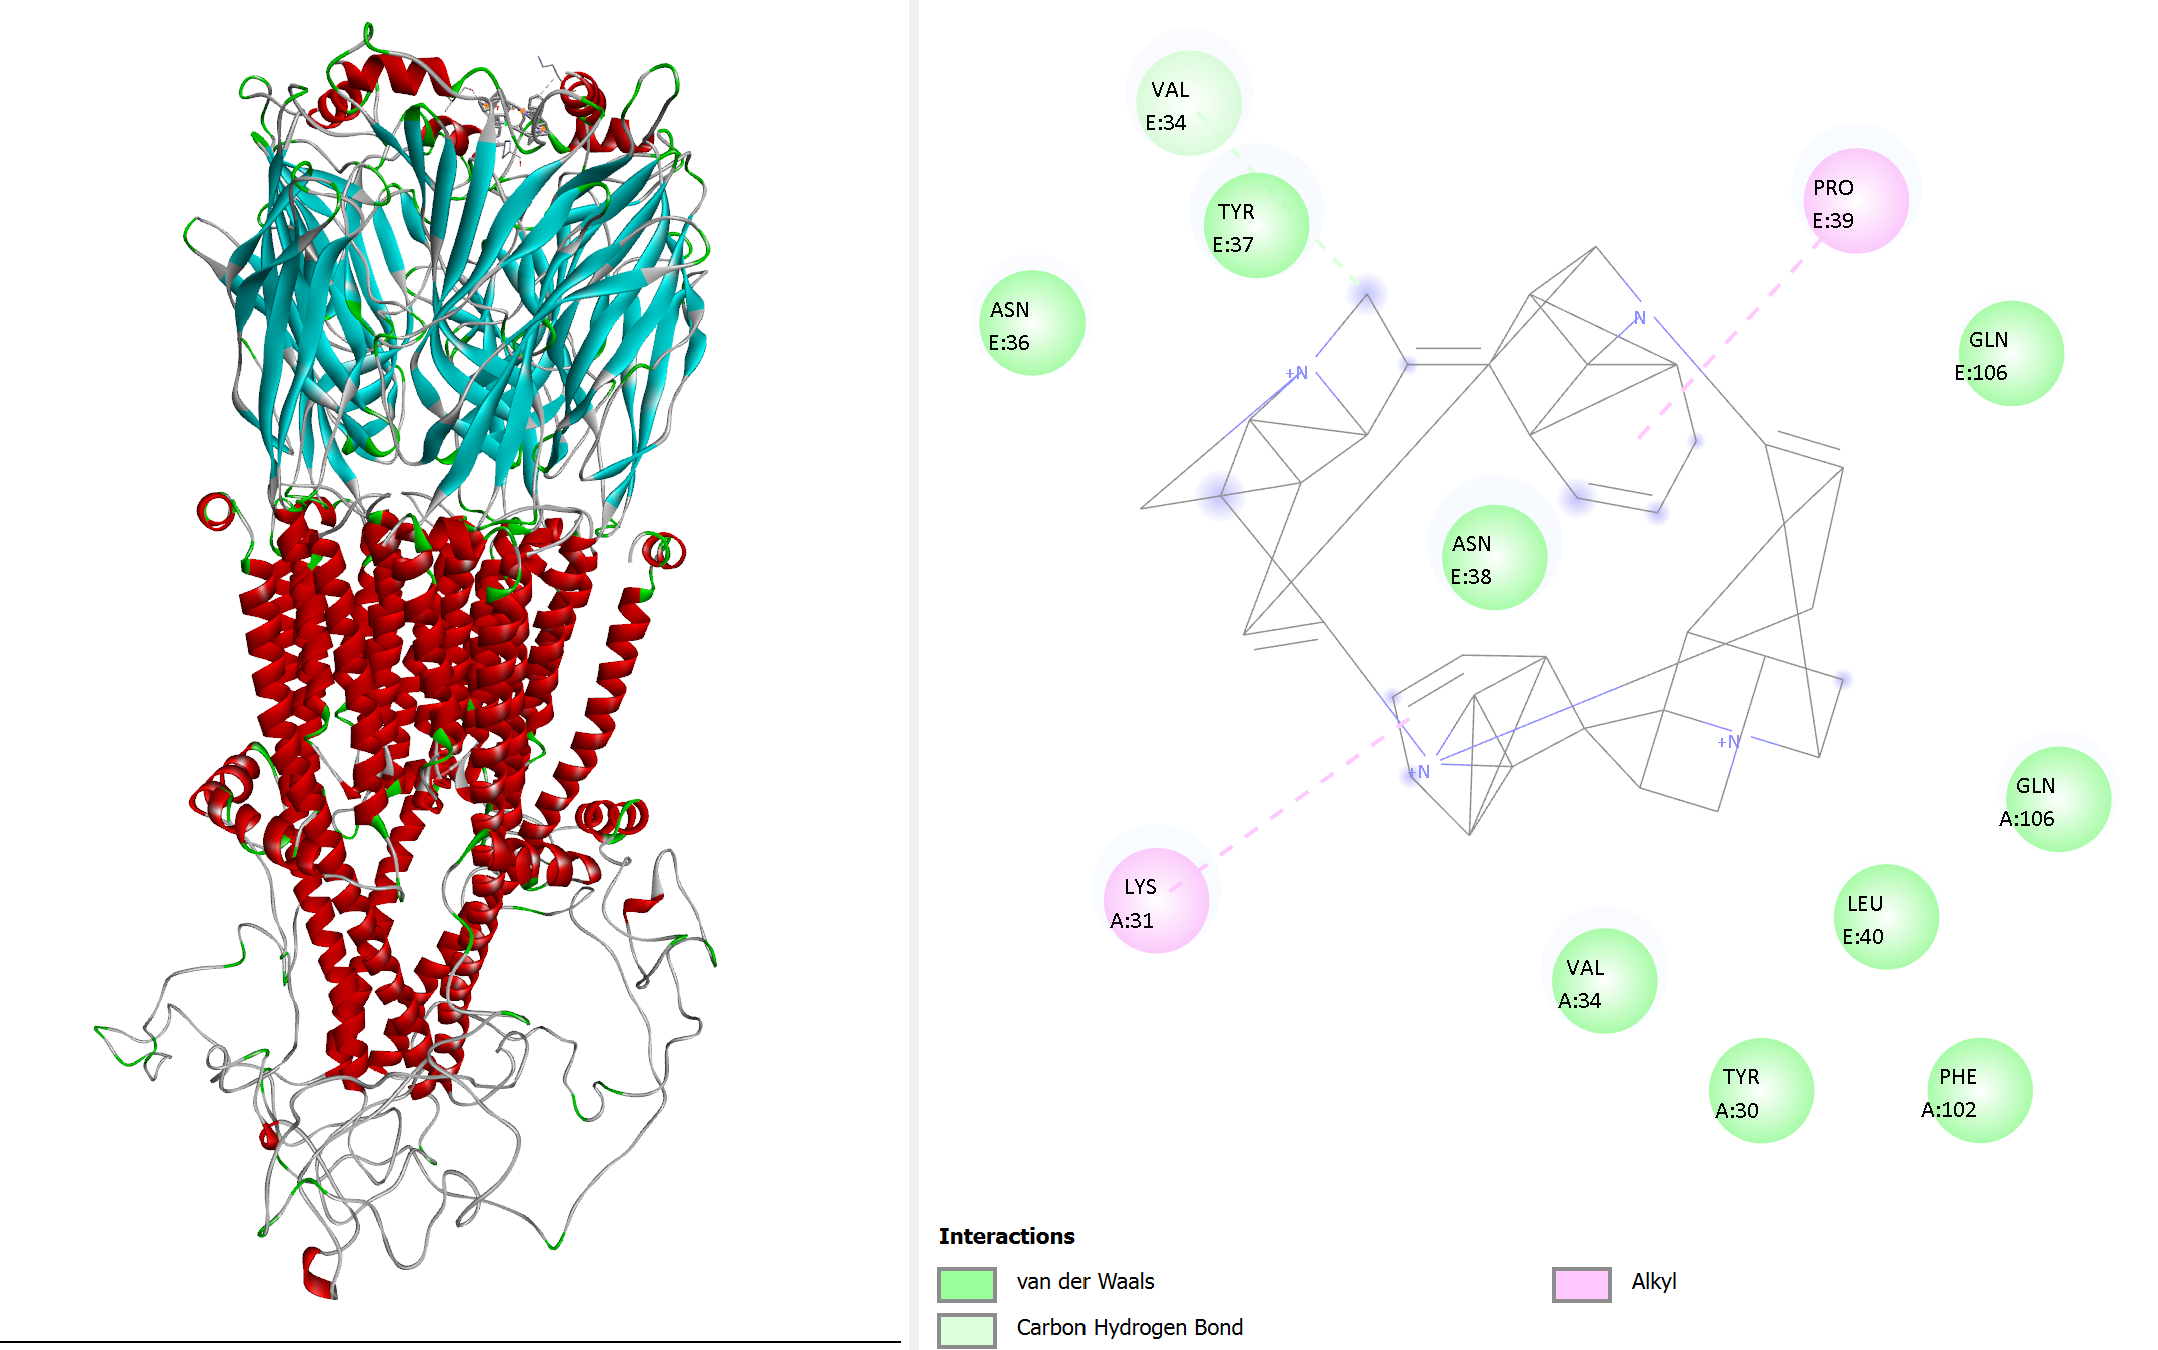 VAL
E:34
PRO
E:39
TYR
E:37
ASN
E:36
N
GLN
E:106
+N
ASN
E:38
+N
+N
GLN
A:106
LYS
A:31
LEU
E:40
VAL
A:34
TYR
A:30
PHE
A:102
Interactions
van der Waals
Alkyl
Carbon Hydrogen Bond